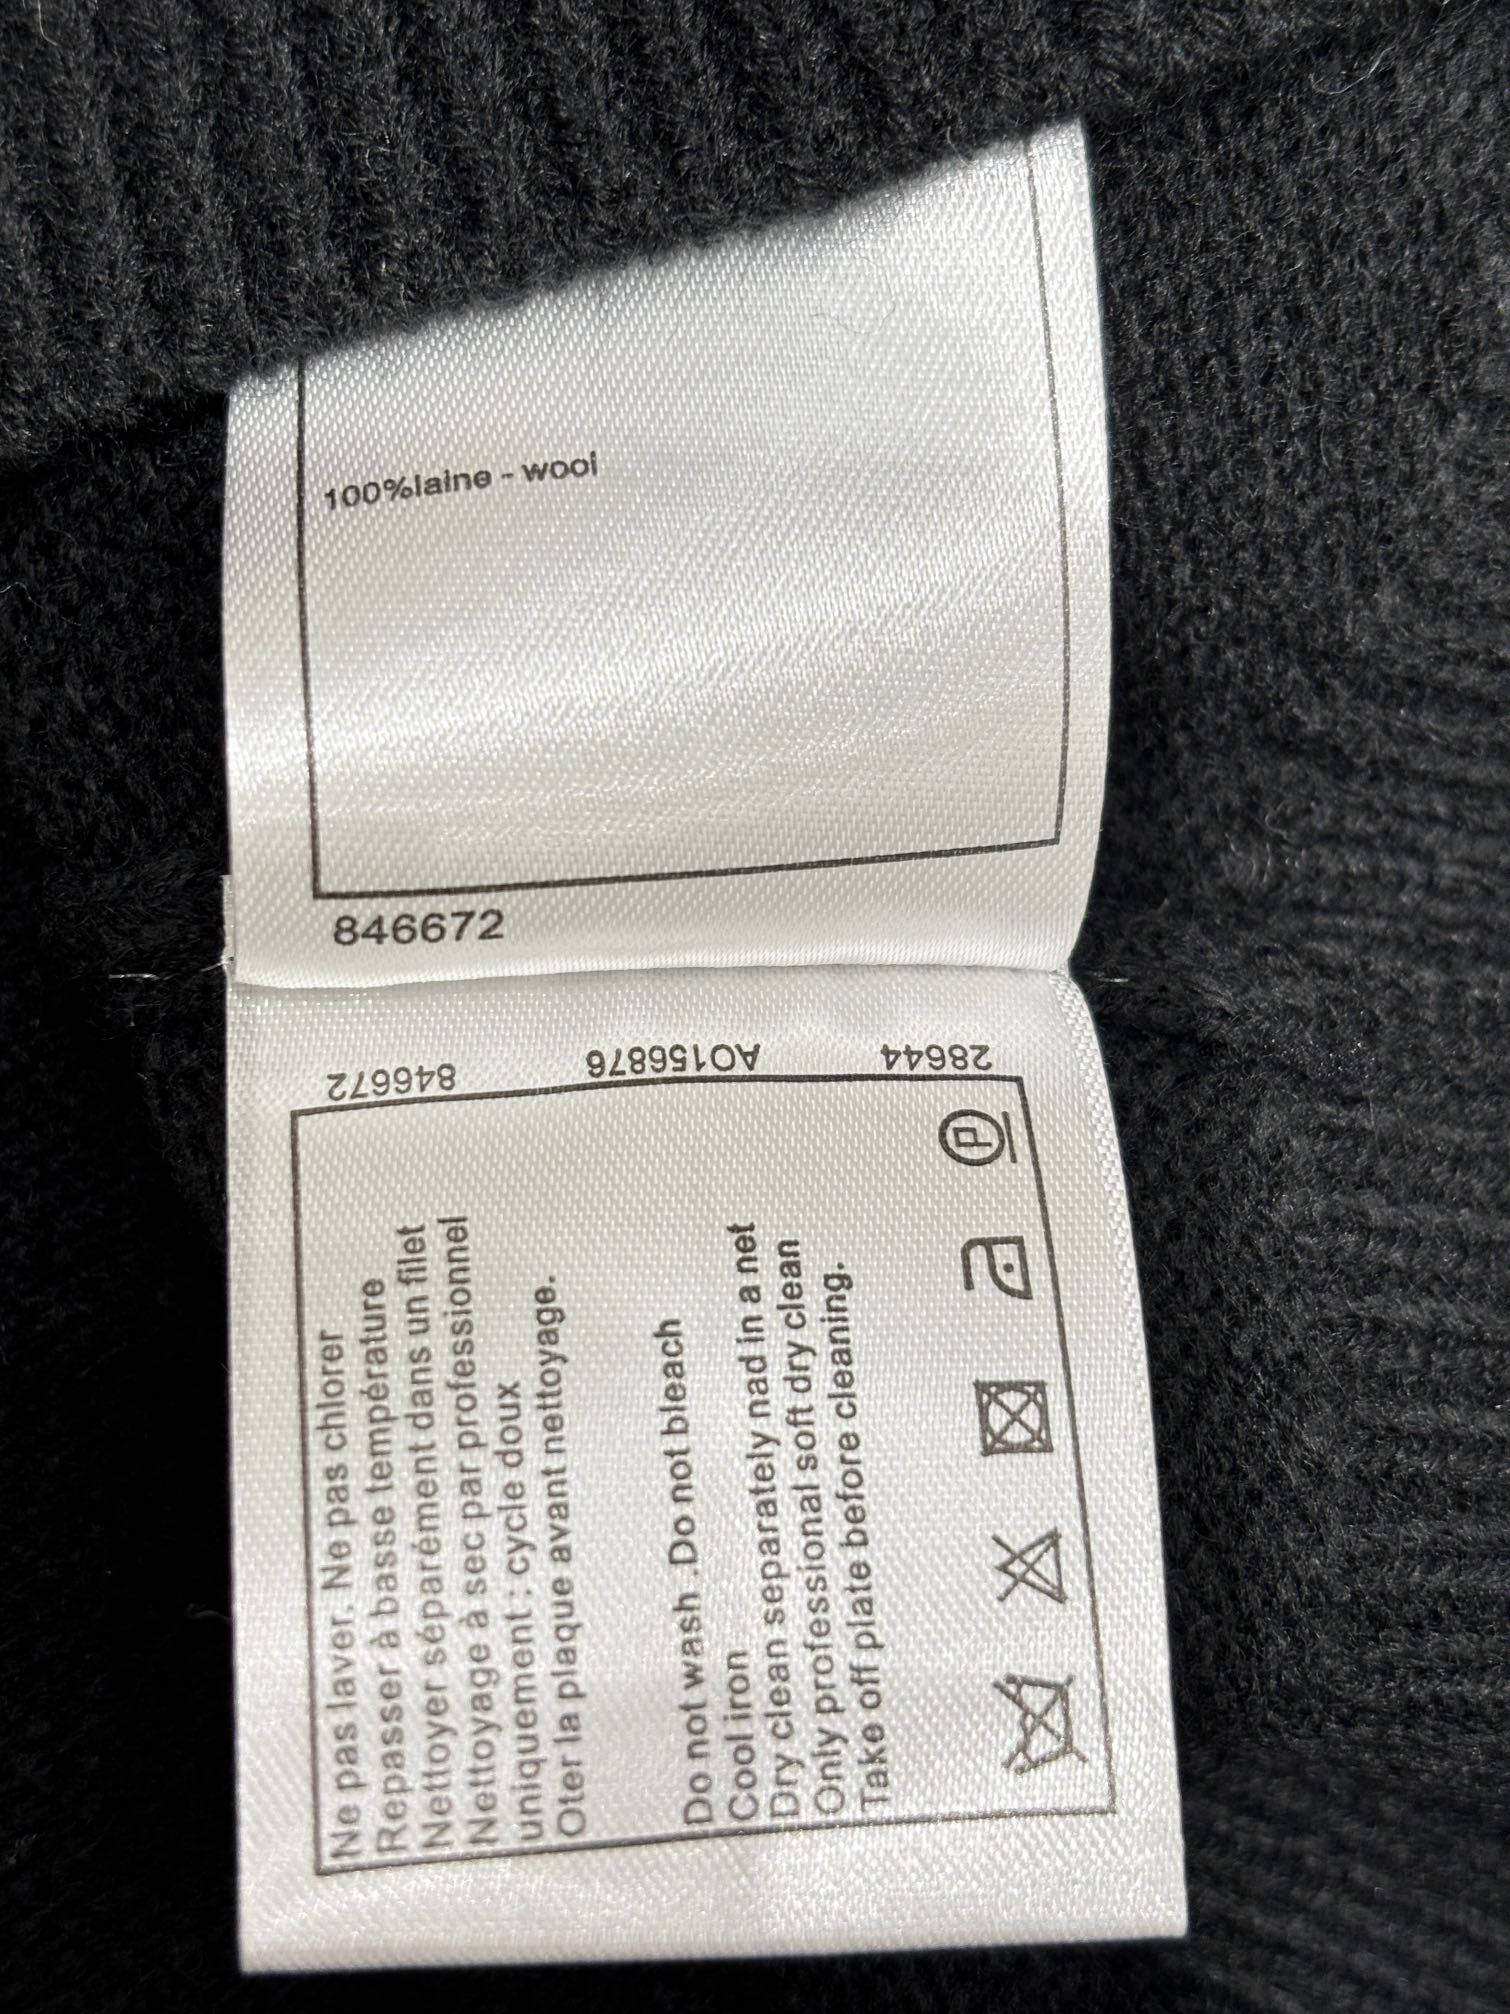 100%laine - wool
846672
846672
AO156876
28644
Ne pas laver. Ne pas chlorer
Repasser à basse température
Nettoyer séparément dans un filet
Nettoyage à sec par professionnel
uniquement : cycle doux
Oter la plaque avant nettoyage.
Do not wash .Do not bleach
Cool iron
Dry clean separately nad in a net
Only professional soft dry clean
Take off plate before cleaning.
P